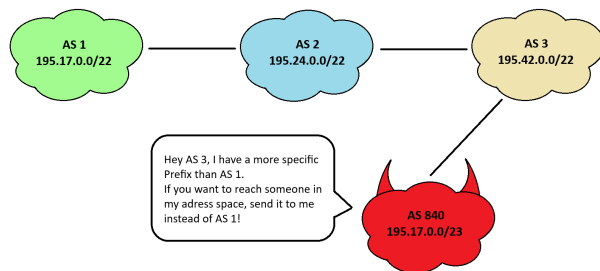 AS 1
195.17.0.0/22
AS 2
195.24.0.0/22
AS 3
195.42.0.0/22
Hey AS 3, I have a more specific
Prefix than AS 1.
If you want to reach someone in
my adress space, send it to me
instead of AS 1!
AS 840
195.17.0.0/23